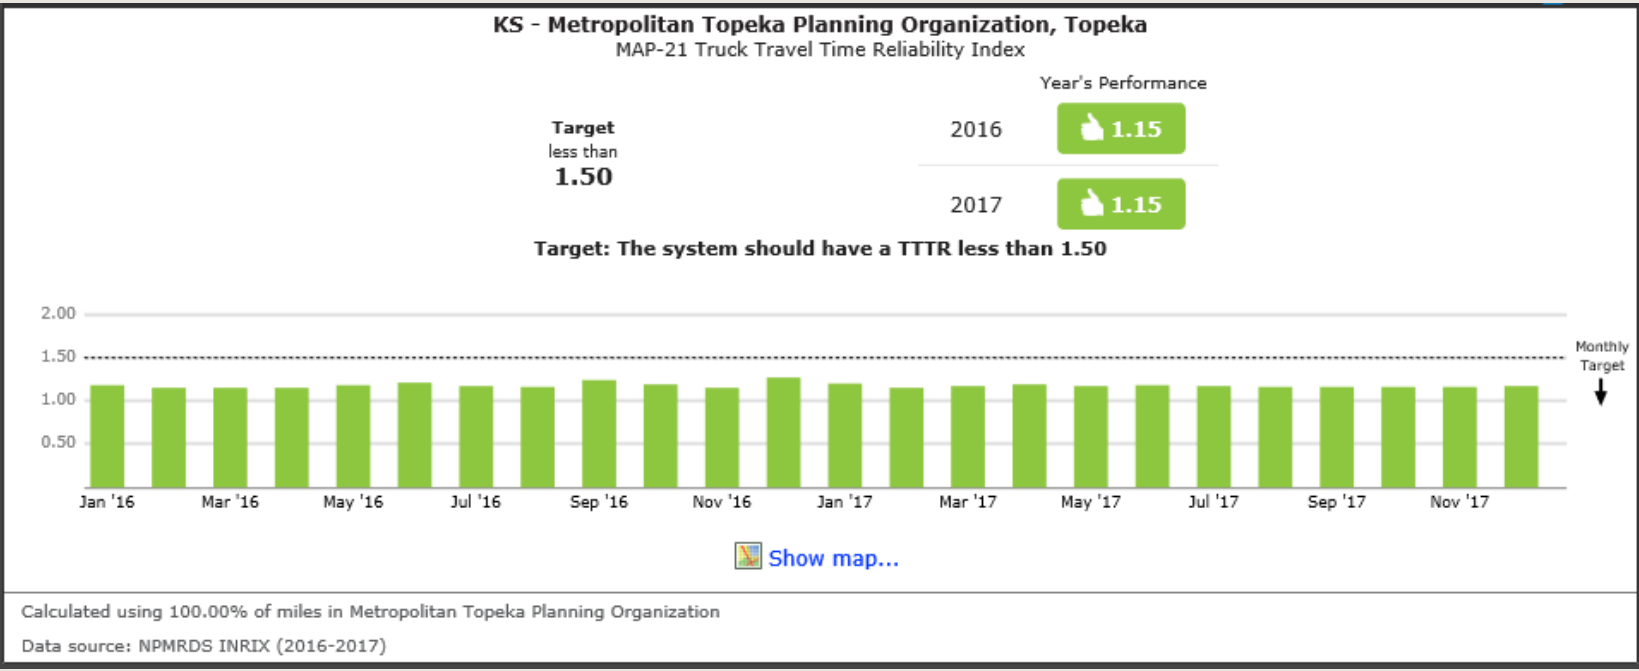 KS - Metropolitan Topeka Planning Organization, Topeka
MAP-21 Truck Travel Time Reliability Index
Year's Performance
Target
less than
1.50
2016
1.15
2017
1.15
Target: The system should have a TTTR less than 1.50
2.00
1.50
1.00
0.50
Monthly
Target
Jan '16
Mar '16
May '16
Jul '16
Sep '16
Nov '16
Jan '17
Mar '17
May '17
Jul '17
Sep '17
Nov '17
Show map...
Calculated using 100.00% of miles in Metropolitan Topeka Planning Organization
Data source: NPMRDS INRIX (2016-2017)